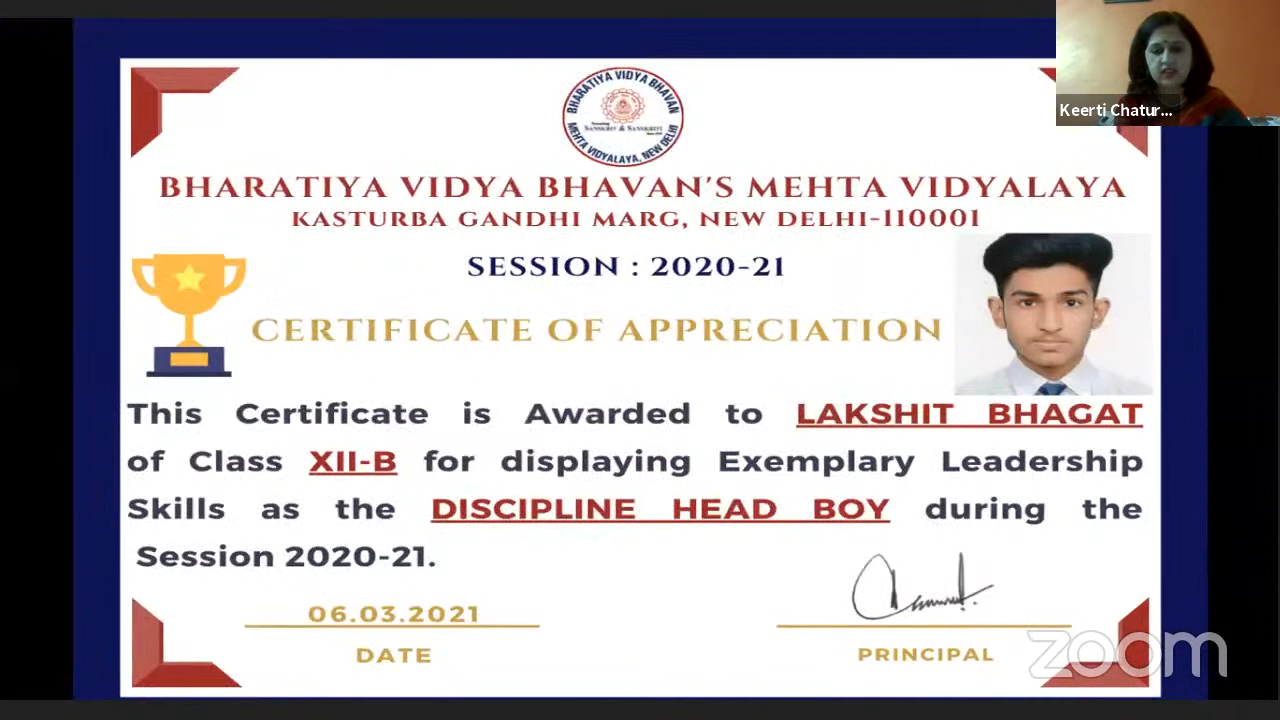 Keerti Chatur...
BHARATIYA VIDYA BHAVAN
Promoting
SANSKRIT & SANSKRITI
MEHTA VIDYALAYA, NEW DELHI
BHARATIYA VIDYA BHAVAN'S MEHTA VIDYALAYA
KASTURBA GANDHI MARG, NEW DELHI-110001
SESSION : 2020-21
CERTIFICATE OF APPRECIATION
This Certificate is Awarded to LAKSHIT BHAGAT
of Class XII-B for displaying Exemplary Leadership
Skills as the DISCIPLINE HEAD BOY during the
Session 2020-21.
06.03.2021
DATE
PRINCIPAL
zoom